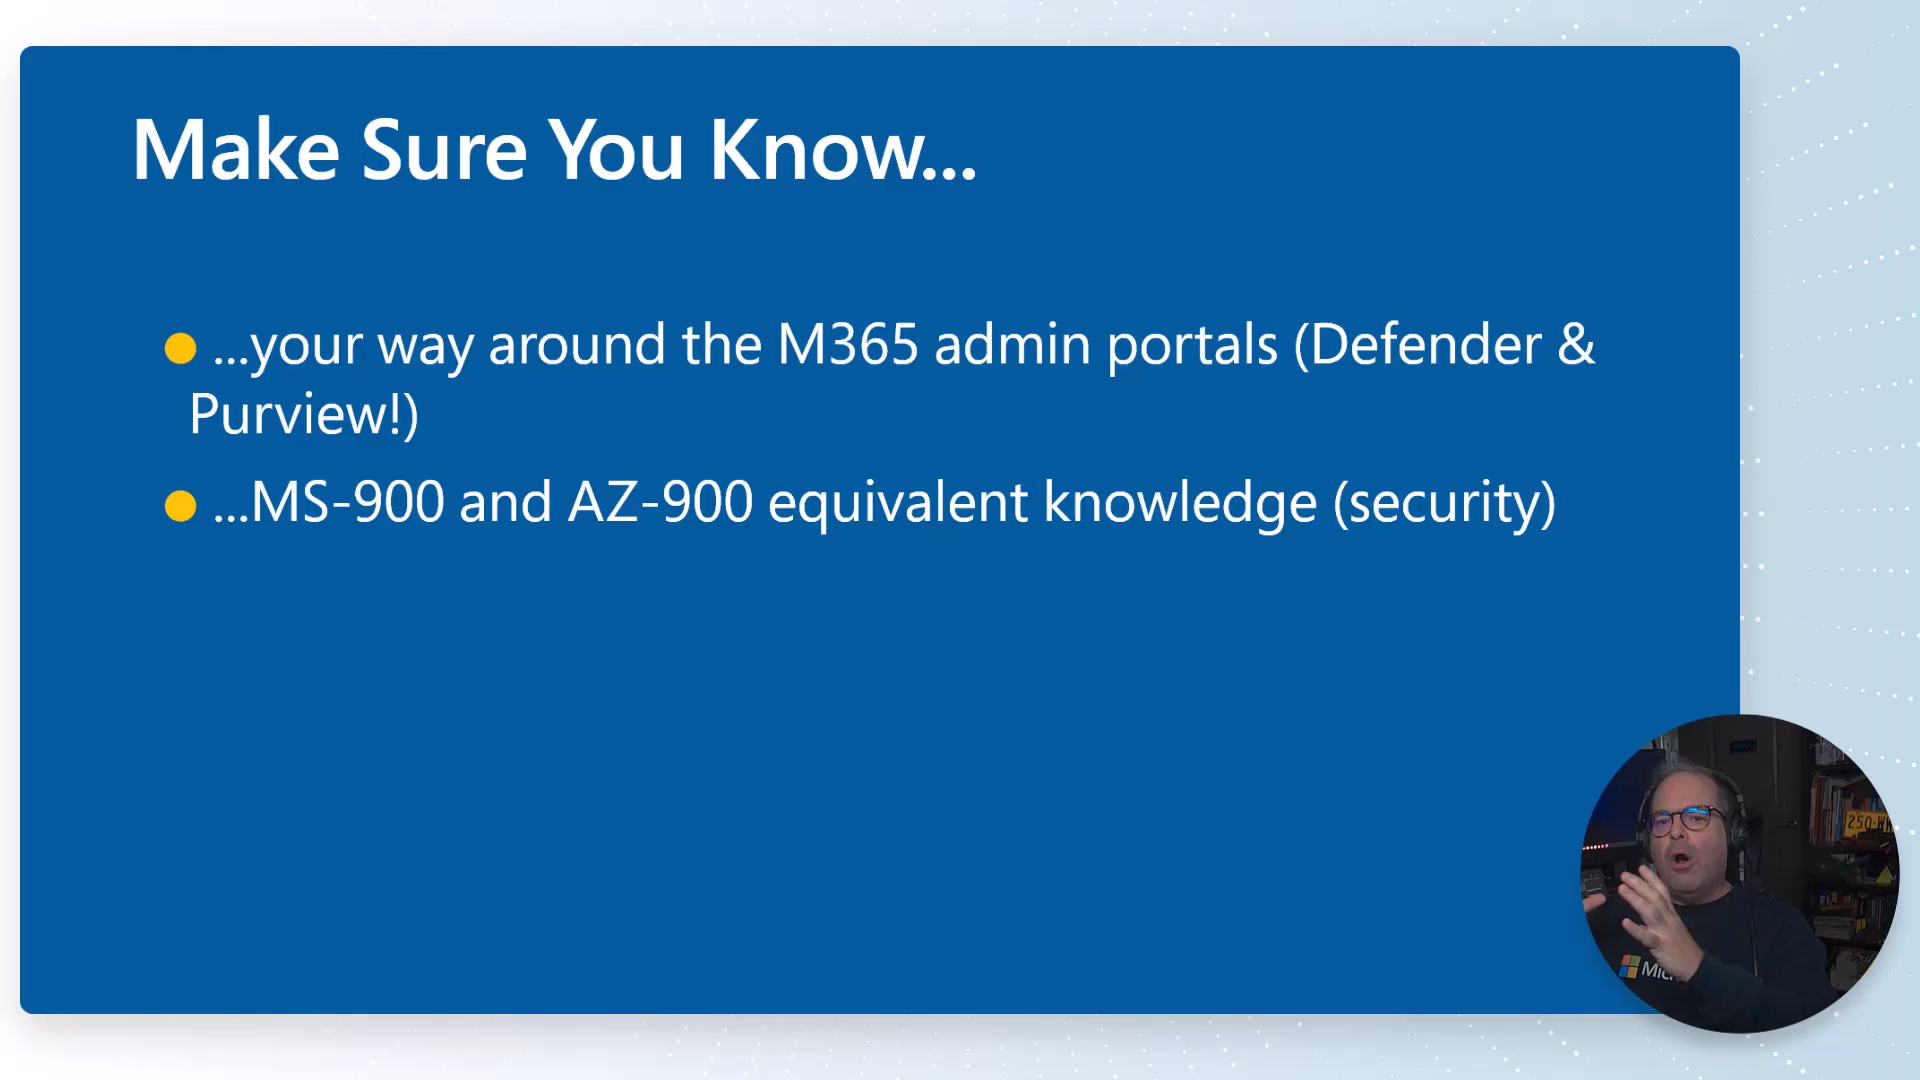 Make Sure You Know...
...your way around the M365 admin portals (Defender &
Purview!)
...MS-900 and AZ-900 equivalent knowledge (security)
250-W